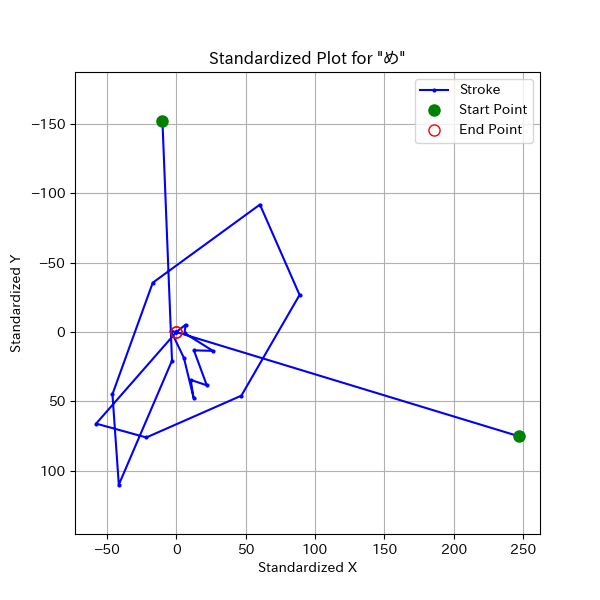 Standardized Plot for "め"
Stroke
Start Point
End Point
−150
−100
−50
0
50
100
Standardized Y
−50
0
50
100
150
200
250
Standardized X